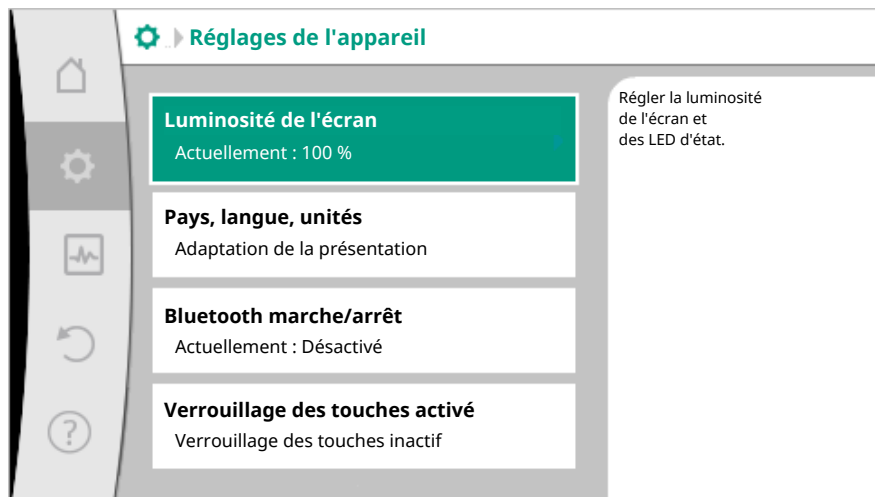 Réglages de l'appareil
Luminosité de l'écran
Actuellement : 100 %
Pays, langue, unités
Adaptation de la présentation
Bluetooth marche/arrêt
Actuellement : Désactivé
Verrouillage des touches activé
Verrouillage des touches inactif
Régler la luminosité
de l'écran et
des LED d'état.
?